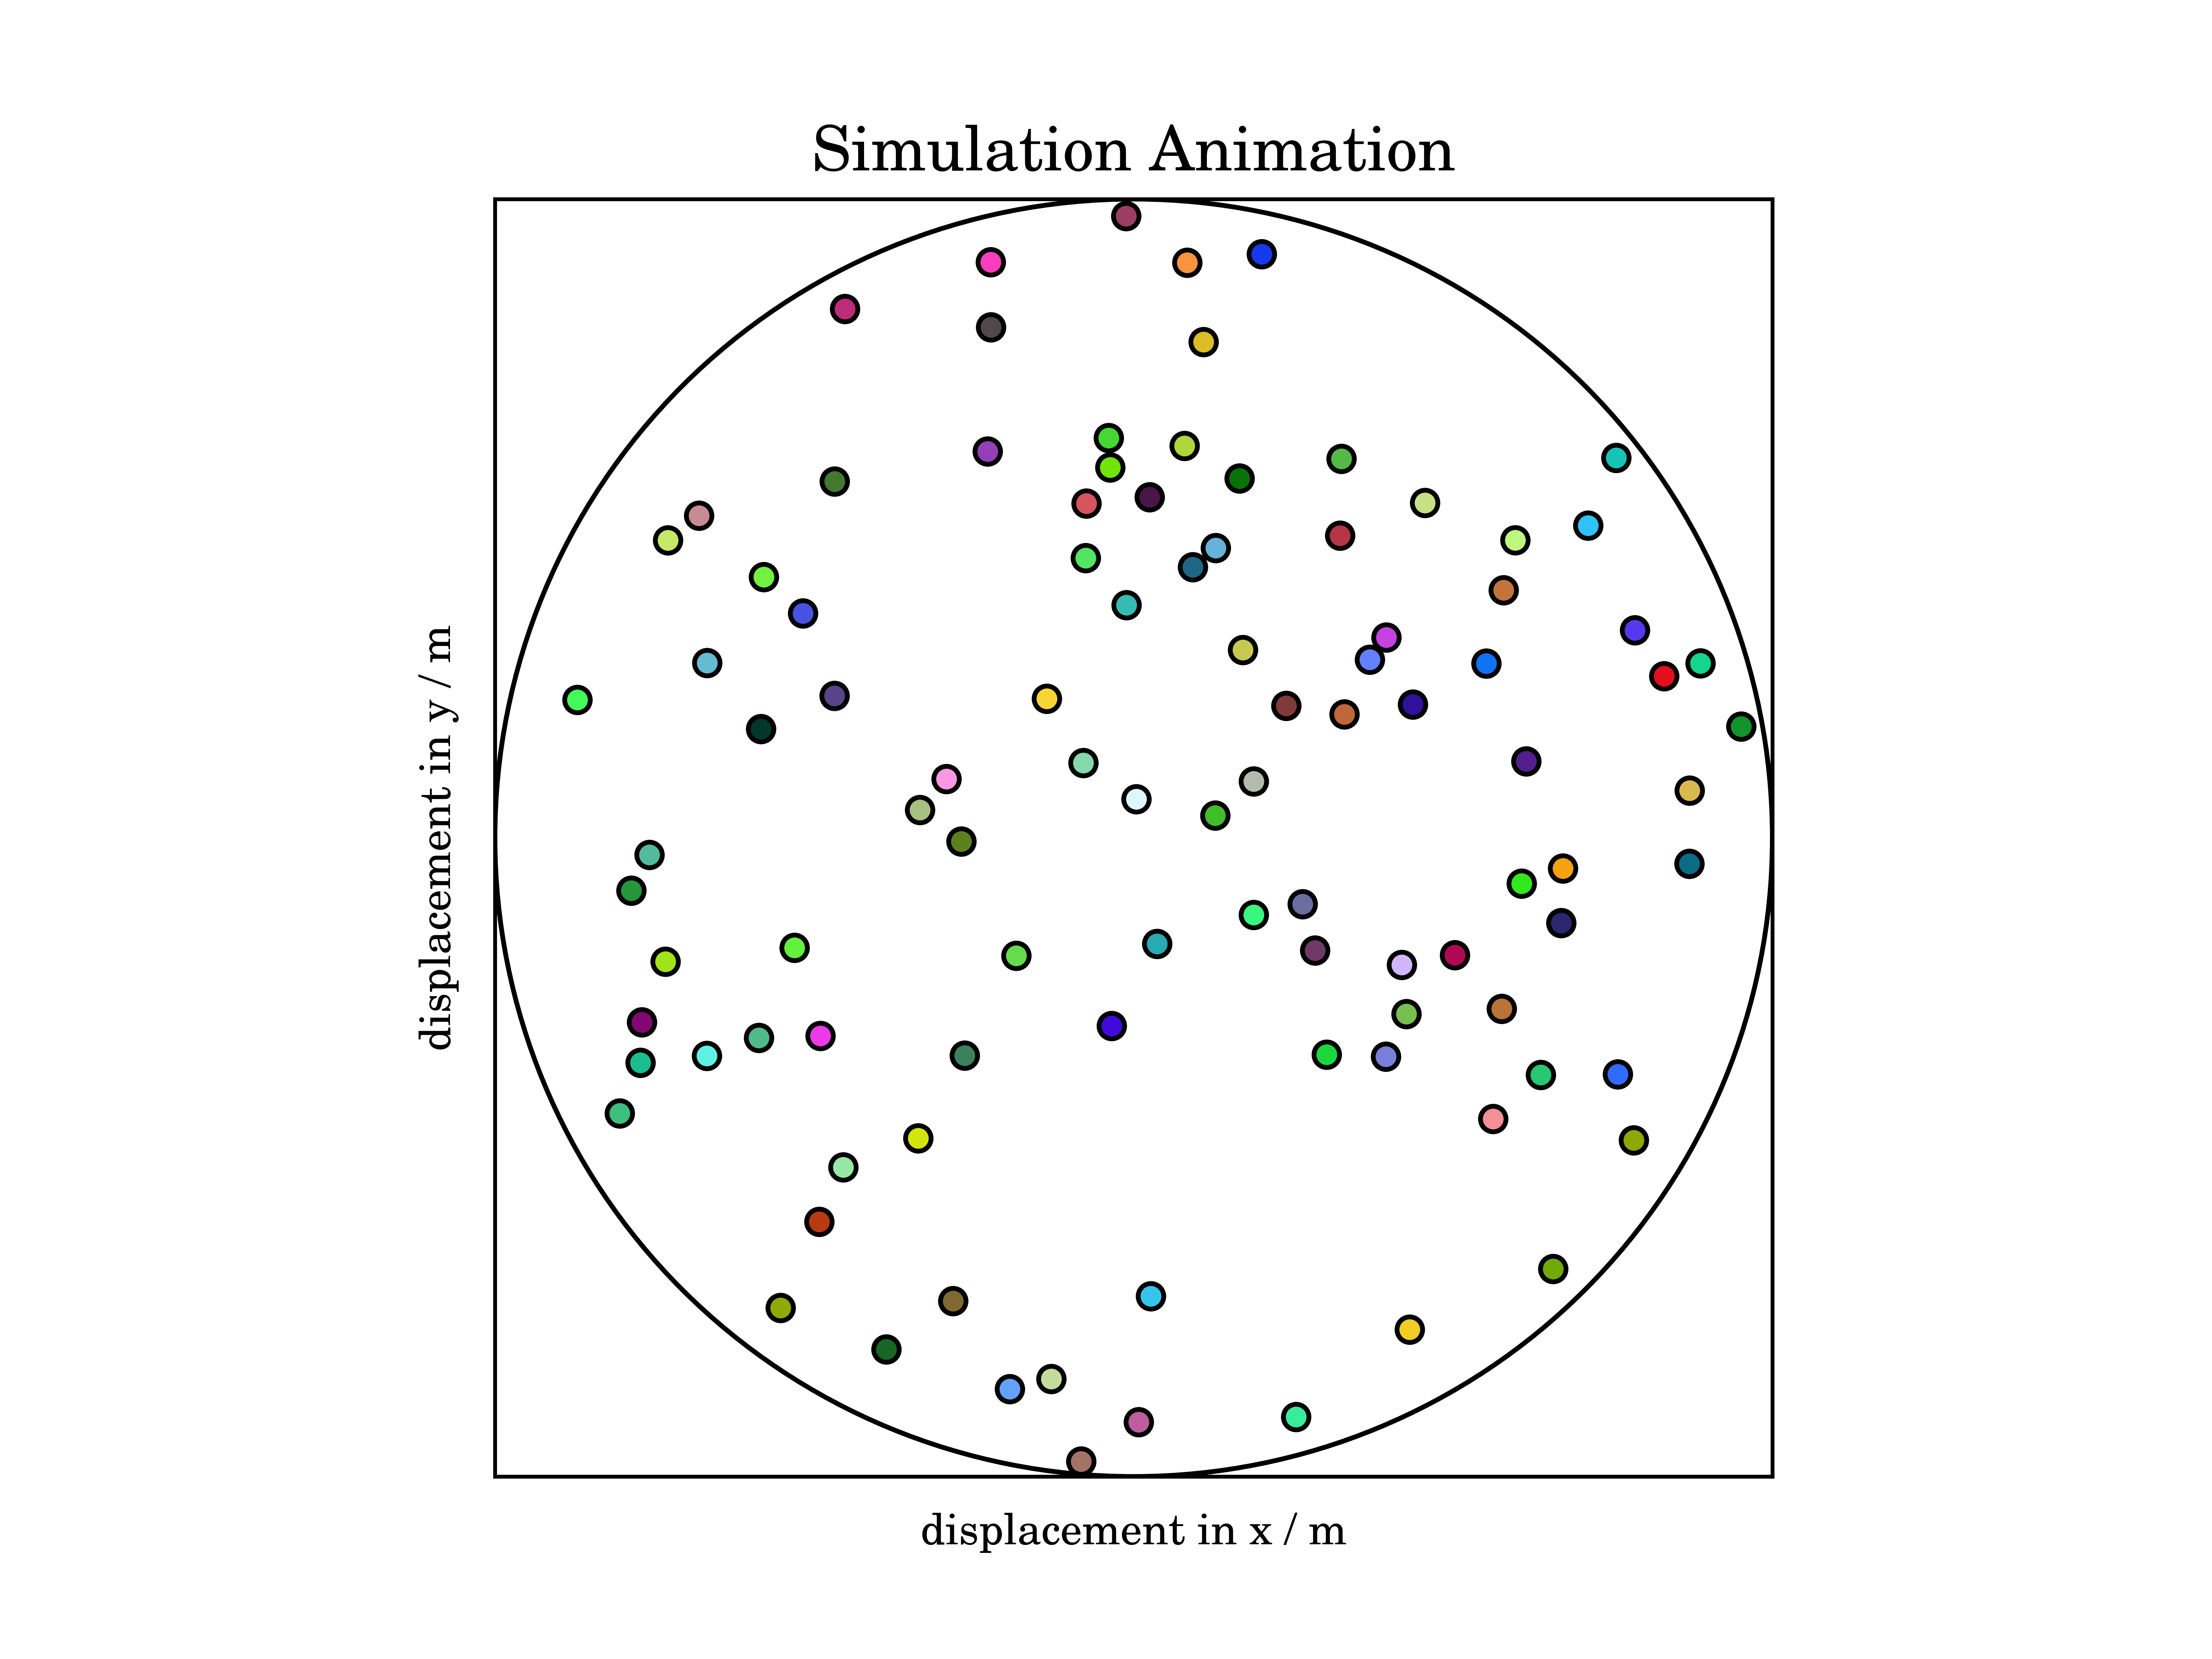 Simulation Animation
displacement in y / m
displacement in x / m